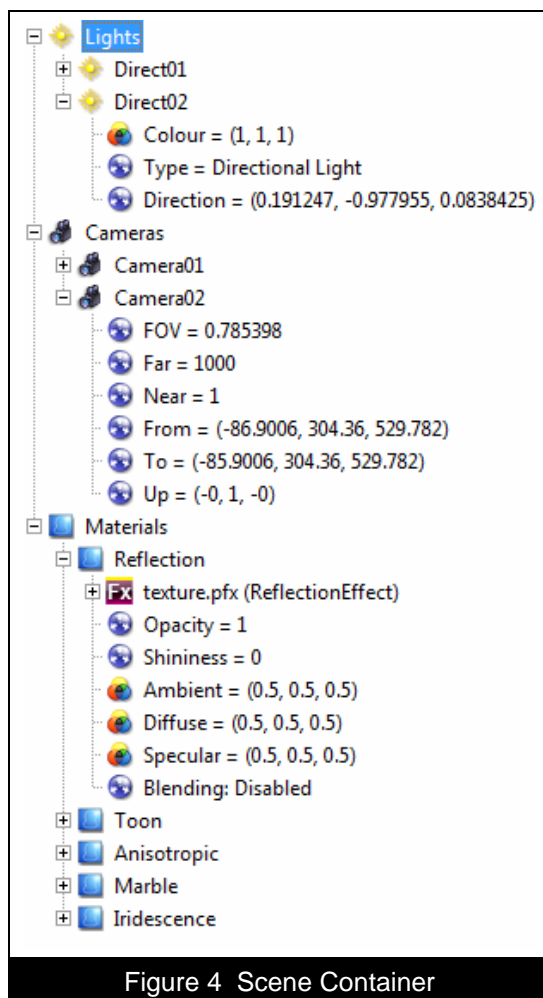 Lights
Direct01
Direct02
Colour = (1, 1, 1)
Type = Directional Light
Direction = (0.191247, -0.977955, 0.0838425)
Cameras
Camera01
Camera02
FOV = 0.785398
Far = 1000
Near = 1
From = (-86.9006, 304.36, 529.782)
To = (-85.9006, 304.36, 529.782)
Up = (-0, 1, -0)
Materials
Reflection
Fx texture.pfx (ReflectionEffect)
Opacity = 1
Shininess = 0
Ambient = (0.5, 0.5, 0.5)
Diffuse = (0.5, 0.5, 0.5)
Specular = (0.5, 0.5, 0.5)
Blending: Disabled
Toon
Anisotropic
Marble
Iridescence
Figure 4 Scene Container